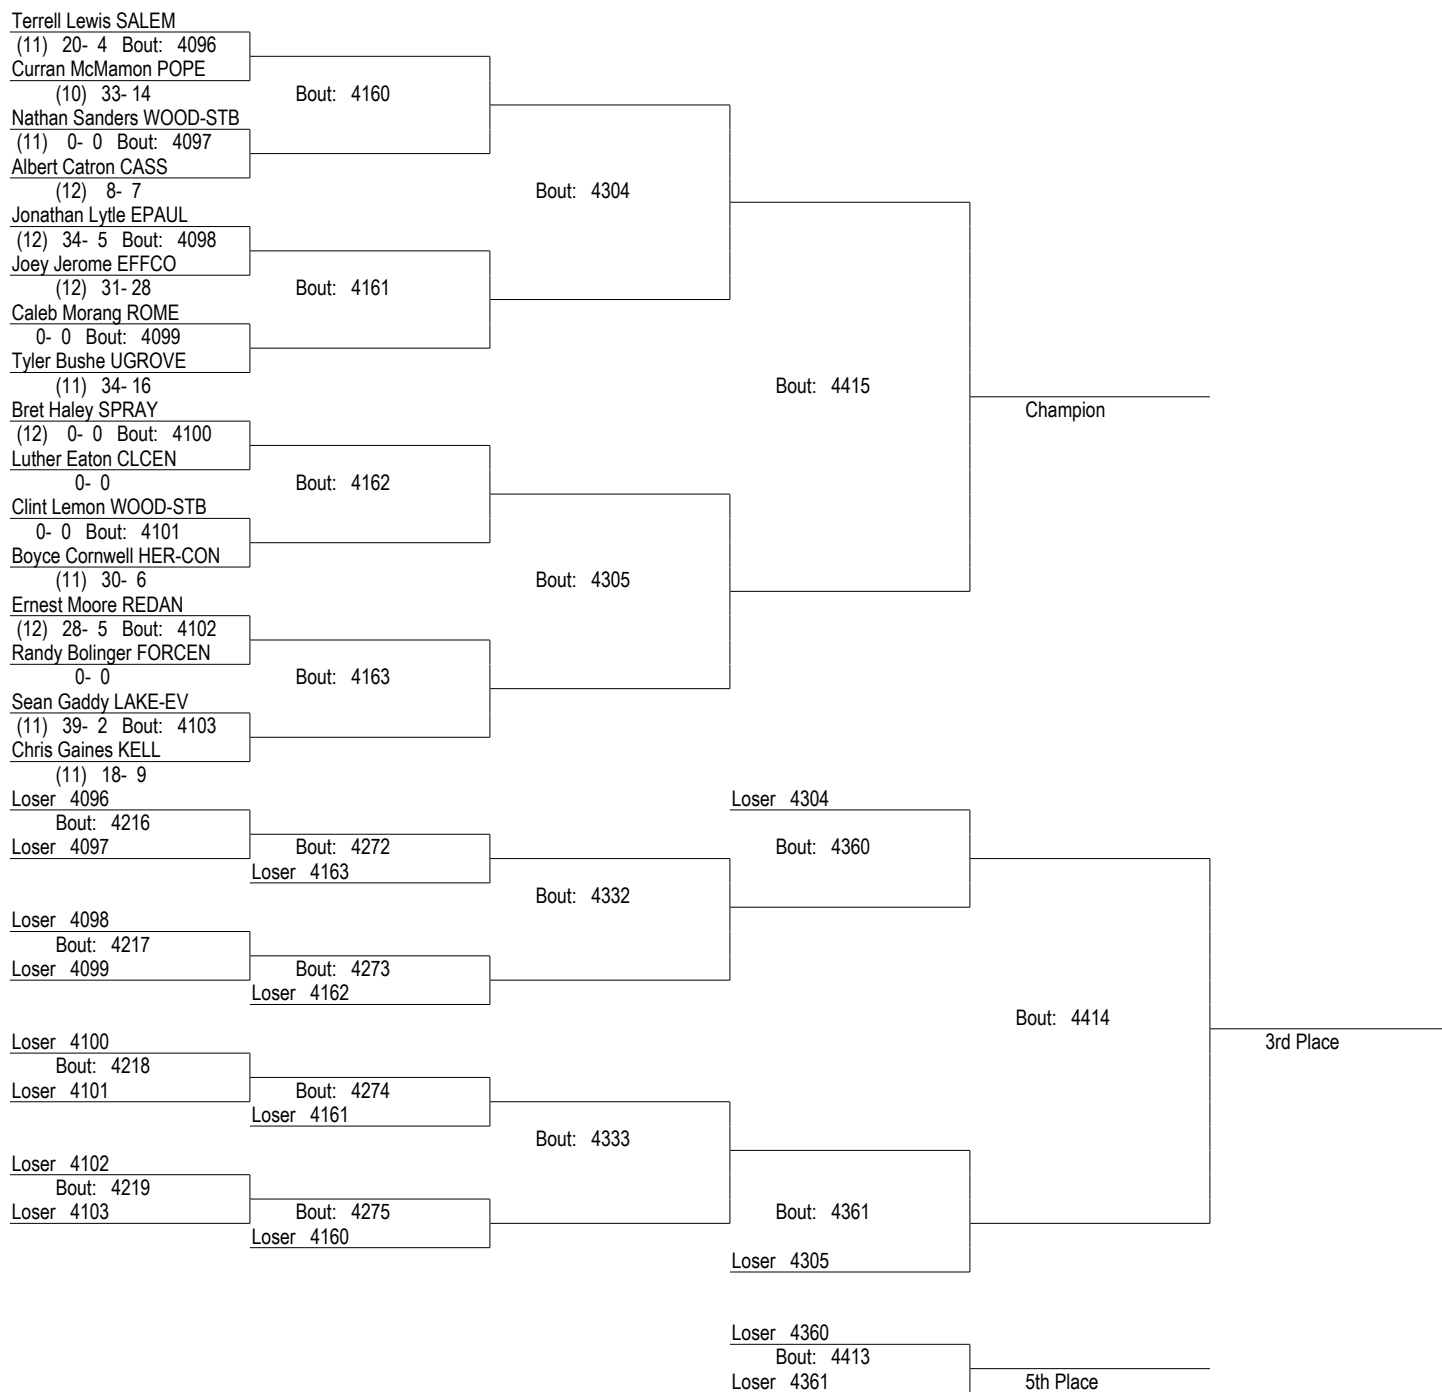 Terrell Lewis SALEM
(11) 20- 4 Bout: 4096
Curran McMamon POPE
(10) 33- 14
Bout: 4160
Nathan Sanders WOOD-STB
(11) 0- 0 Bout: 4097
Albert Catron CASS
(12) 8- 7
Bout: 4304
Jonathan Lytle EPAUL
(12) 34- 5 Bout: 4098
Joey Jerome EFFCO
(12) 31- 28
Bout: 4161
Caleb Morang ROME
0- 0 Bout: 4099
Tyler Bushe UGROVE
(11) 34- 16
Bout: 4415
Bret Haley SPRAY
Champion
(12) 0- 0 Bout: 4100
Luther Eaton CLCEN
0- 0
Bout: 4162
Clint Lemon WOOD-STB
0- 0 Bout: 4101
Boyce Cornwell HER-CON
(11) 30- 6
Bout: 4305
Ernest Moore REDAN
(12) 28- 5 Bout: 4102
Randy Bolinger FORCEN
0- 0
Bout: 4163
Sean Gaddy LAKE-EV
(11) 39- 2 Bout: 4103
Chris Gaines KELL
(11) 18- 9
Loser 4096
Loser 4304
Bout: 4216
Loser 4097
Bout: 4272
Bout: 4360
Loser 4163
Bout: 4332
Loser 4098
Bout: 4217
Loser 4099
Bout: 4273
Loser 4162
Bout: 4414
Loser 4100
3rd Place
Bout: 4218
Loser 4101
Bout: 4274
Loser 4161
Bout: 4333
Loser 4102
Bout: 4219
Loser 4103
Bout: 4275
Bout: 4361
Loser 4160
Loser 4305
Loser 4360
Bout: 4413
Loser 4361
5th Place